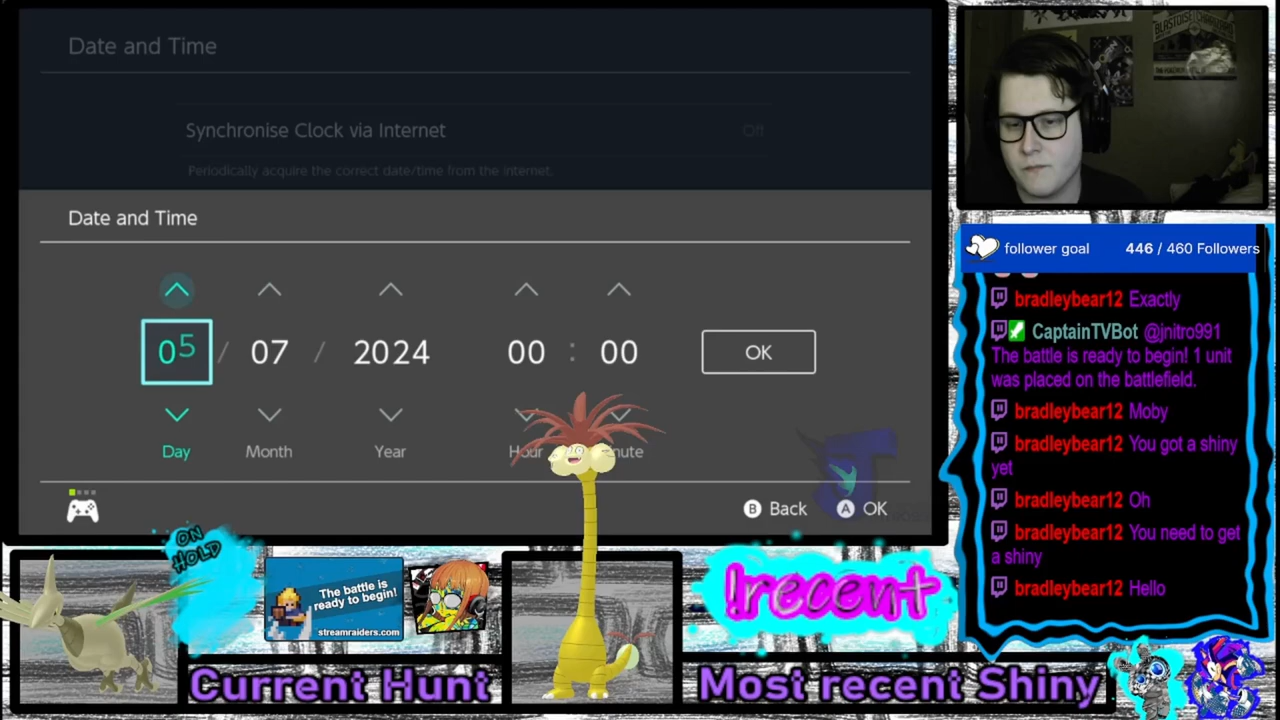 Date and Time
Synchronise Clock via Internet Off
Periodically acquire the correct date/time from the Internet.
Date and Time
05 / 07 / 2024 00 : 00 OK
Day Month Year Hour
B Back A OK
follower goal 446 / 460 Followers
bradleybear12 Exactly
CaptainTVBot @jnitro991
The battle is ready to begin! 1 unit
was placed on the battlefield.
bradleybear12 Moby
bradleybear12 You got a shiny
yet
bradleybear12 Oh
bradleybear12 You need to get
a shiny
bradleybear12 Hello
ON
HOLD
The battle is
ready to begin!
streamraiders.com
!recent
Current Hunt
Most recent Shiny